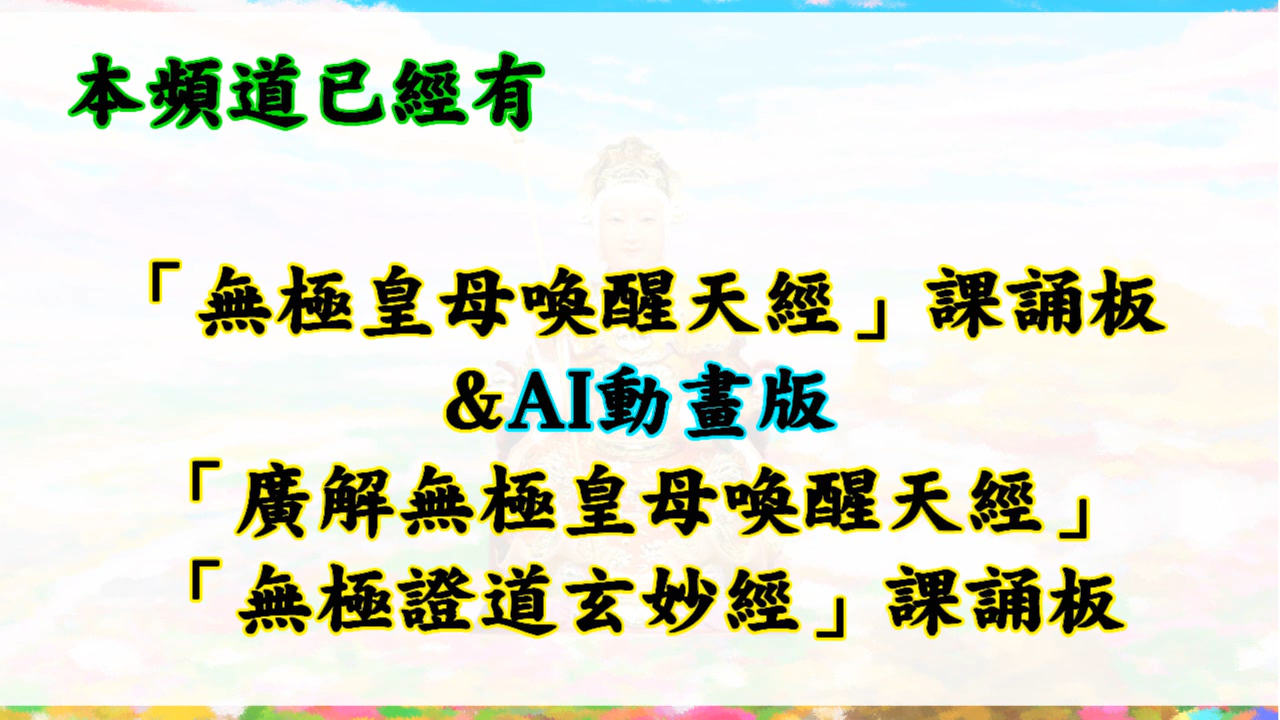 本頻道已經有
「無極皇母喚醒天經」課誦板
&AI動畫版
「廣解無極皇母喚醒天經」
「無極證道玄妙經」課誦板